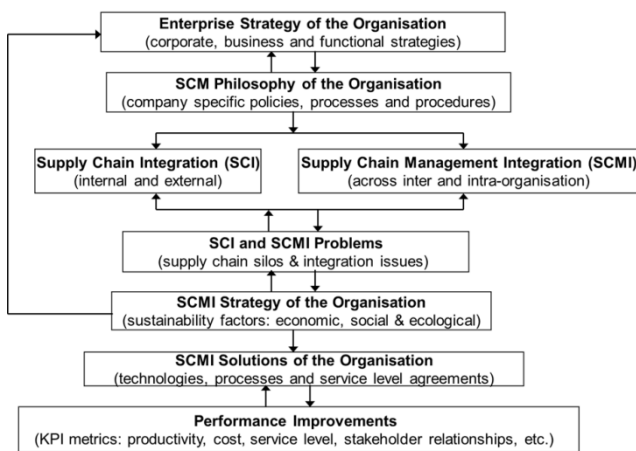 Enterprise Strategy of the Organisation
(corporate, business and functional strategies)
SCM Philosophy of the Organisation
(company specific policies, processes and procedures)
Supply Chain Integration (SCI)
(internal and external)
Supply Chain Management Integration (SCMI)
(across inter and intra-organisation)
SCI and SCMI Problems
(supply chain silos & integration issues)
SCMI Strategy of the Organisation
(sustainability factors: economic, social & ecological)
SCMI Solutions of the Organisation
(technologies, processes and service level agreements)
Performance Improvements
(KPI metrics: productivity, cost, service level, stakeholder relationships, etc.)